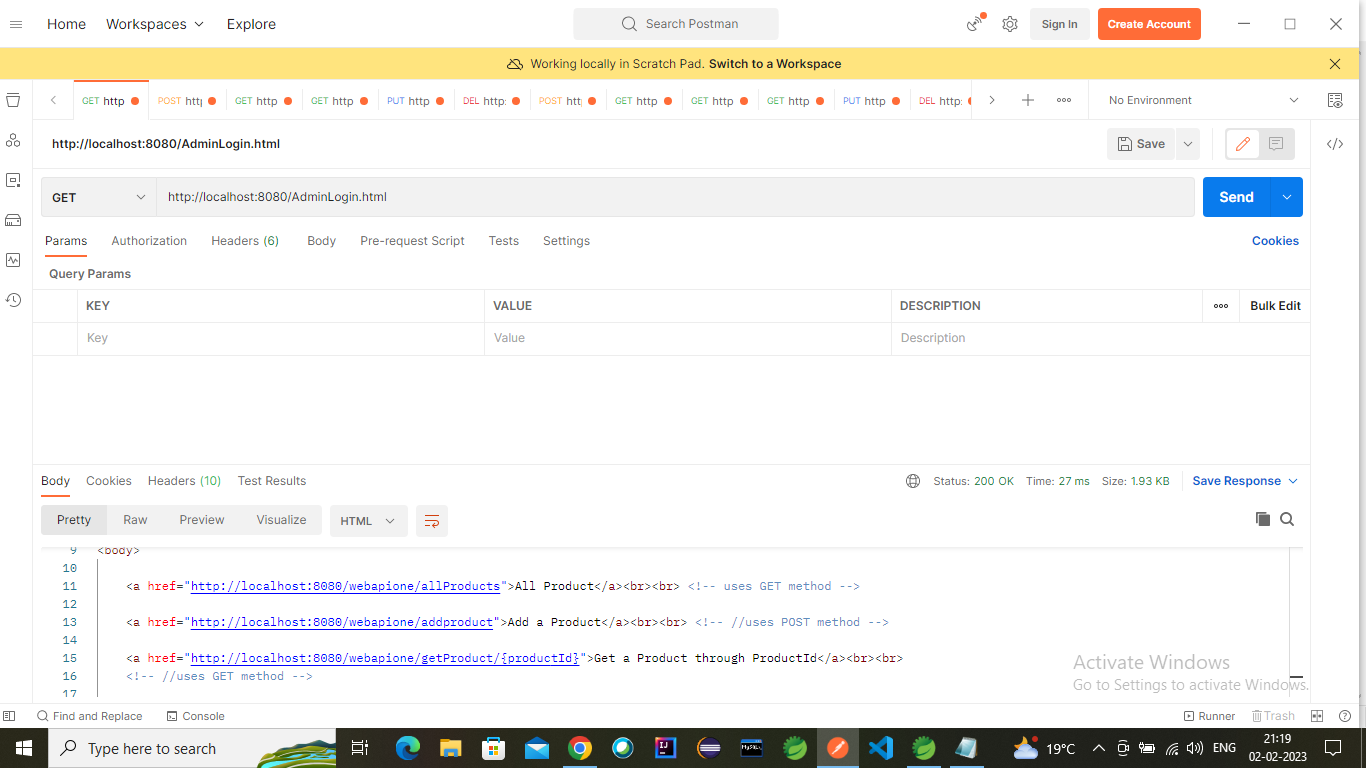 Home Workspaces Explore Search Postman Sign In Create Account
Working locally in Scratch Pad. Switch to a Workspace
GET http POST http GET http GET http PUT http DEL http: POST htt GET http GET http GET http PUT http DEL http: No Environment
http://localhost:8080/AdminLogin.html Save </>
GET http://localhost:8080/AdminLogin.html Send
Params Authorization Headers (6) Body Pre-request Script Tests Settings Cookies
Query Params
KEY VALUE DESCRIPTION Bulk Edit
Key Value Description
Body Cookies Headers (10) Test Results Status: 200 OK Time: 27 ms Size: 1.93 KB Save Response
Pretty Raw Preview Visualize HTML
9 <body>
10
11 <a href="http://localhost:8080/webapione/allProducts">All Product</a><br><br> <!-- uses GET method -->
12
13 <a href="http://localhost:8080/webapione/addproduct">Add a Product</a><br><br> <!-- //uses POST method -->
14
15 <a href="http://localhost:8080/webapione/getProduct/{productId}">Get a Product through ProductId</a><br><br>
16 <!-- //uses GET method -->
17
Activate Windows
Go to Settings to activate Windows.
Find and Replace Console Runner Trash
Type here to search 19°C ENG 21:19
02-02-2023